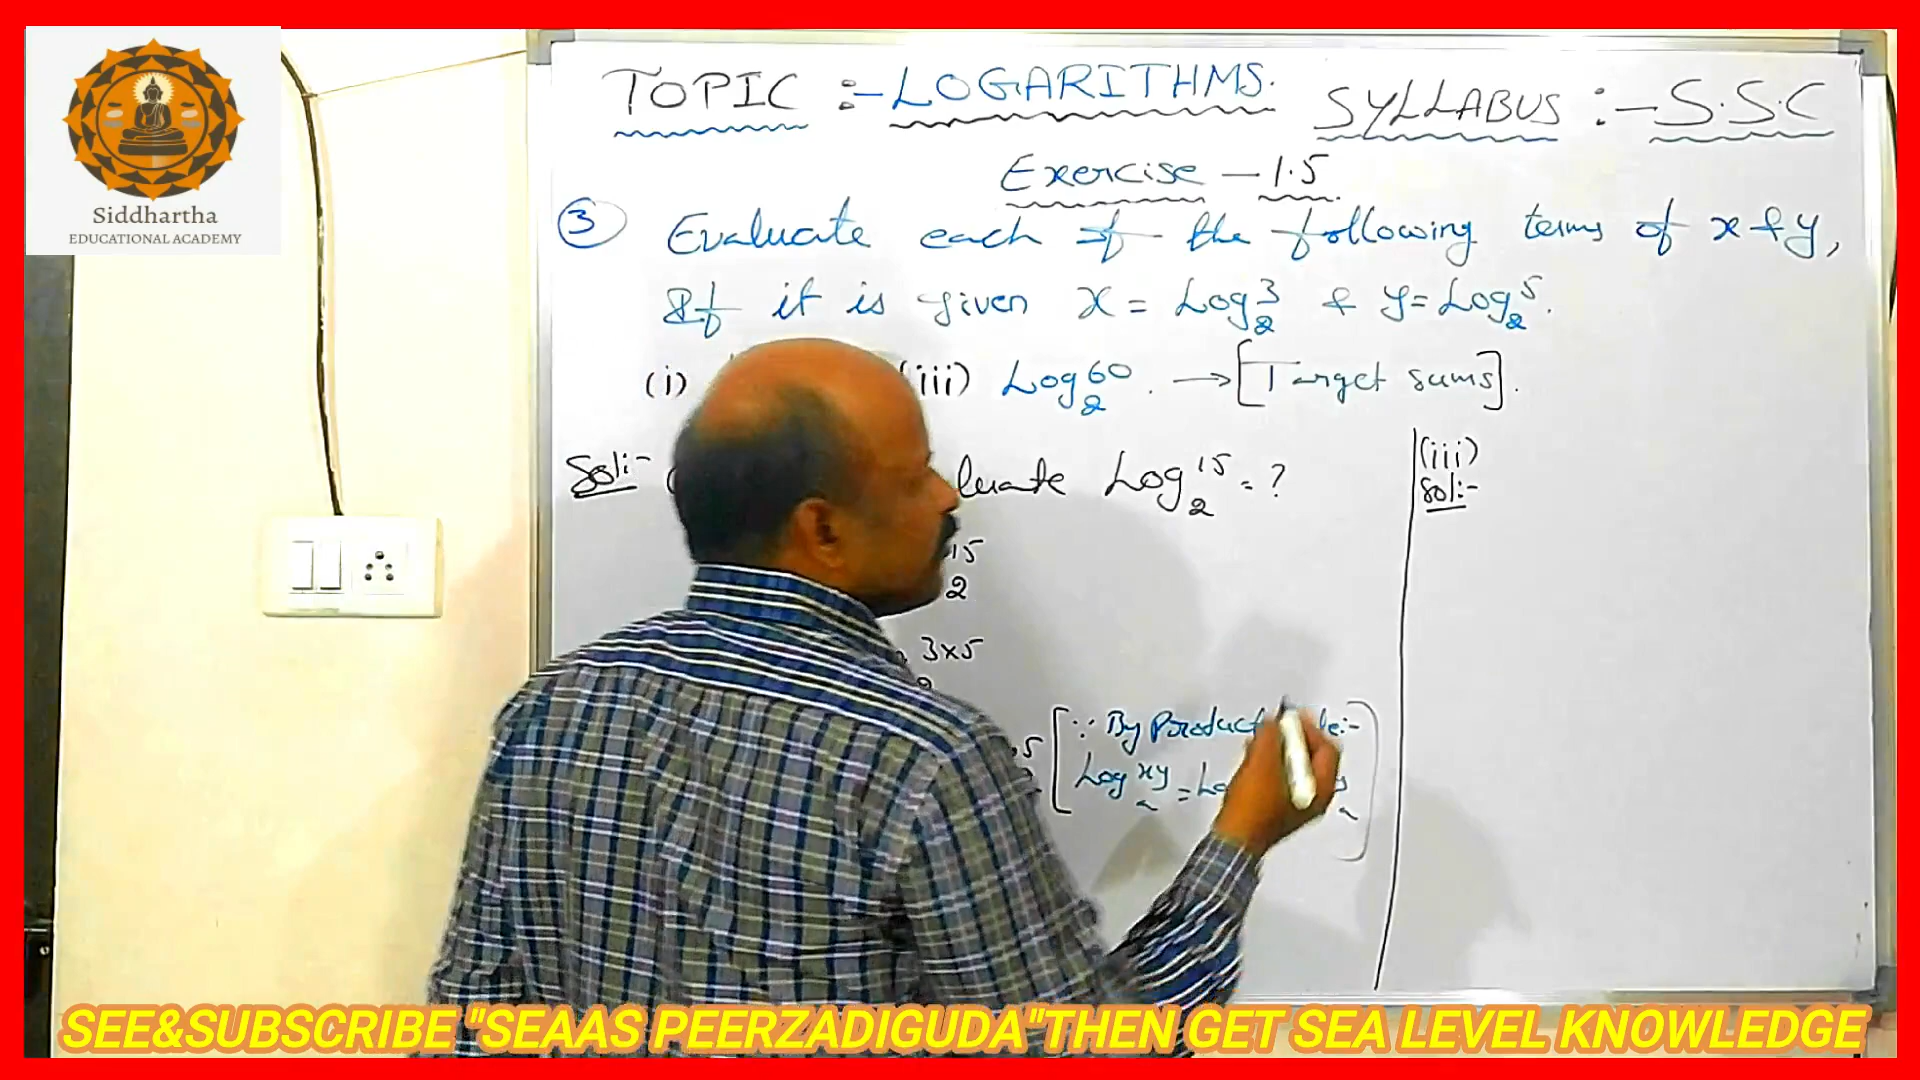 Siddhartha
EDUCATIONAL ACADEMY
TOPIC :- LOGARITHMS. SYLLABUS :- S.S.C
Exercise - 1.5
③ Evaluate each of the following terms of x & y,
If it is given x = Log₂3 & y = Log₂5.
(i) (iii) Log₂60. → [Target sums].
Sol:- Log₂15 = ?
15
2
3x5
2
5 [∵ By Product
Log xy a =
(iii)
Sol:-
SEE&SUBSCRIBE "SEAAS PEERZADIGUDA"THEN GET SEA LEVEL KNOWLEDGE